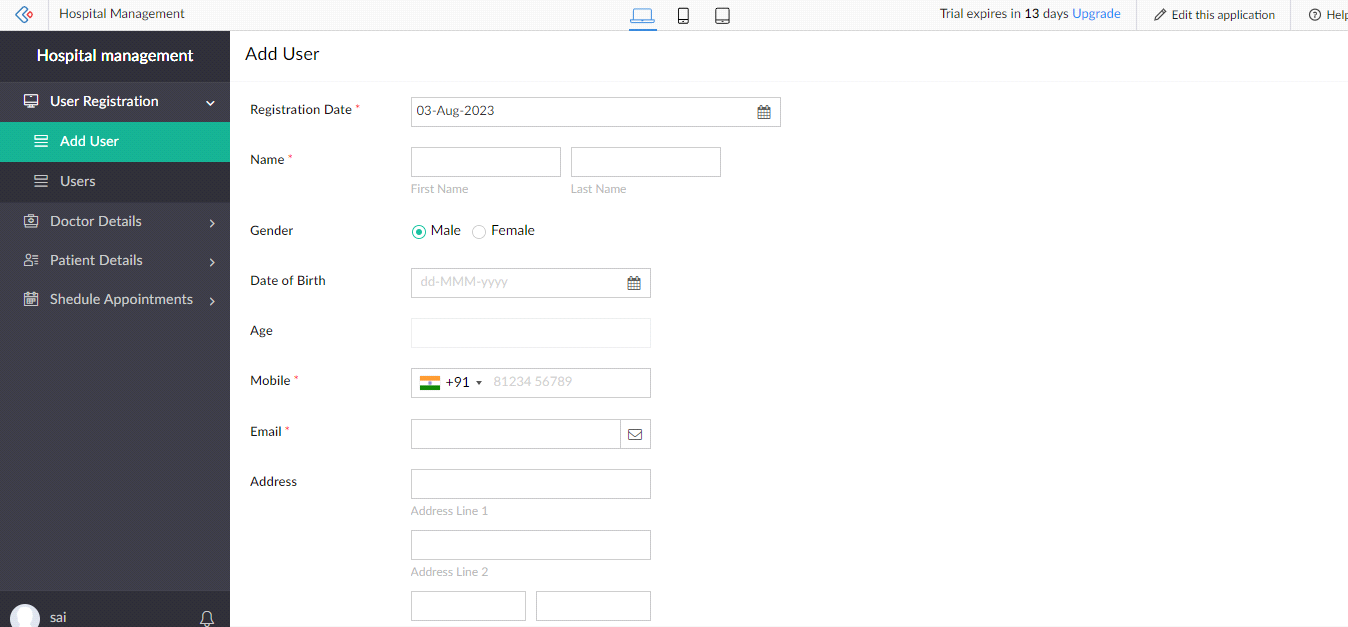 Hospital Management
Trial expires in 13 days Upgrade
Edit this application
Help
Hospital management
User Registration
Add User
Users
Doctor Details
Patient Details
Shedule Appointments
sai
Add User
Registration Date *
03-Aug-2023
Name *
First Name
Last Name
Gender
Male
Female
Date of Birth
dd-MMM-yyyy
Age
Mobile *
+91
81234 56789
Email *
Address
Address Line 1
Address Line 2